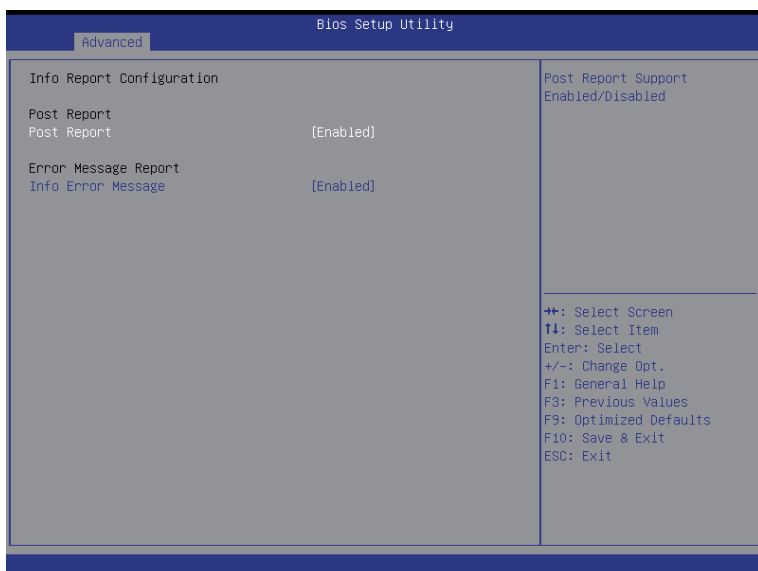 Bios Setup Utility
Advanced
Info Report Configuration
Post Report
Post Report [Enabled]
Error Message Report
Info Error Message [Enabled]
Post Report Support
Enabled/Disabled
→←: Select Screen
↑↓: Select Item
Enter: Select
+/-: Change Opt.
F1: General Help
F3: Previous Values
F9: Optimized Defaults
F10: Save & Exit
ESC: Exit